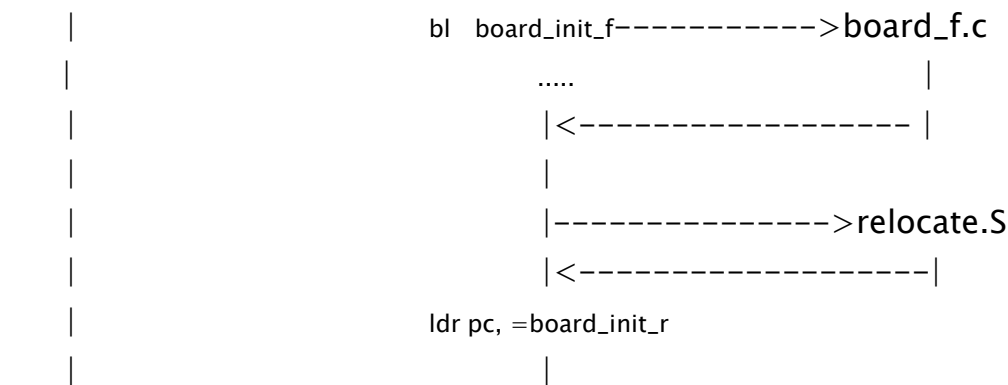 | bl board_init_f----------->board_f.c
| ..... |
| |<------------------ |
| |
| |--------------->relocate.S
| |<-------------------|
| ldr pc, =board_init_r
| |